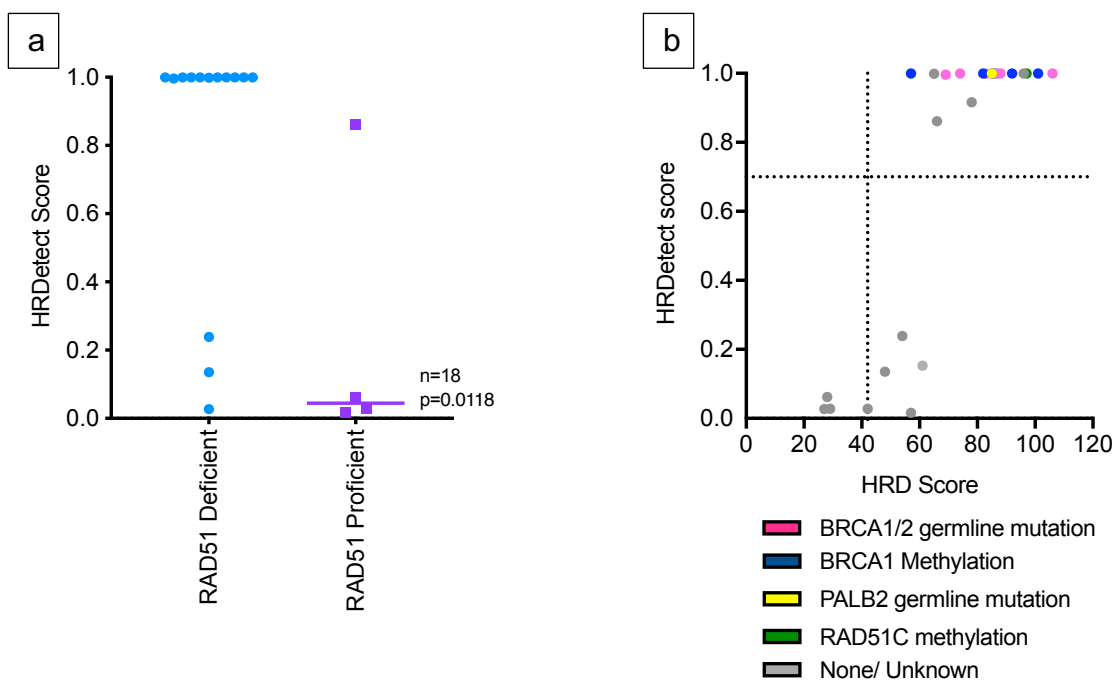 a
HRDetect Score
1.0
0.8
0.6
0.4
0.2
0.0
n=18
p=0.0118
RAD51 Deficient
RAD51 Proficient
b
HRDetect score
1.0
0.8
0.6
0.4
0.2
0.0
0 20 40 60 80 100 120
HRD Score
BRCA1/2 germline mutation
BRCA1 Methylation
PALB2 germline mutation
RAD51C methylation
None/ Unknown